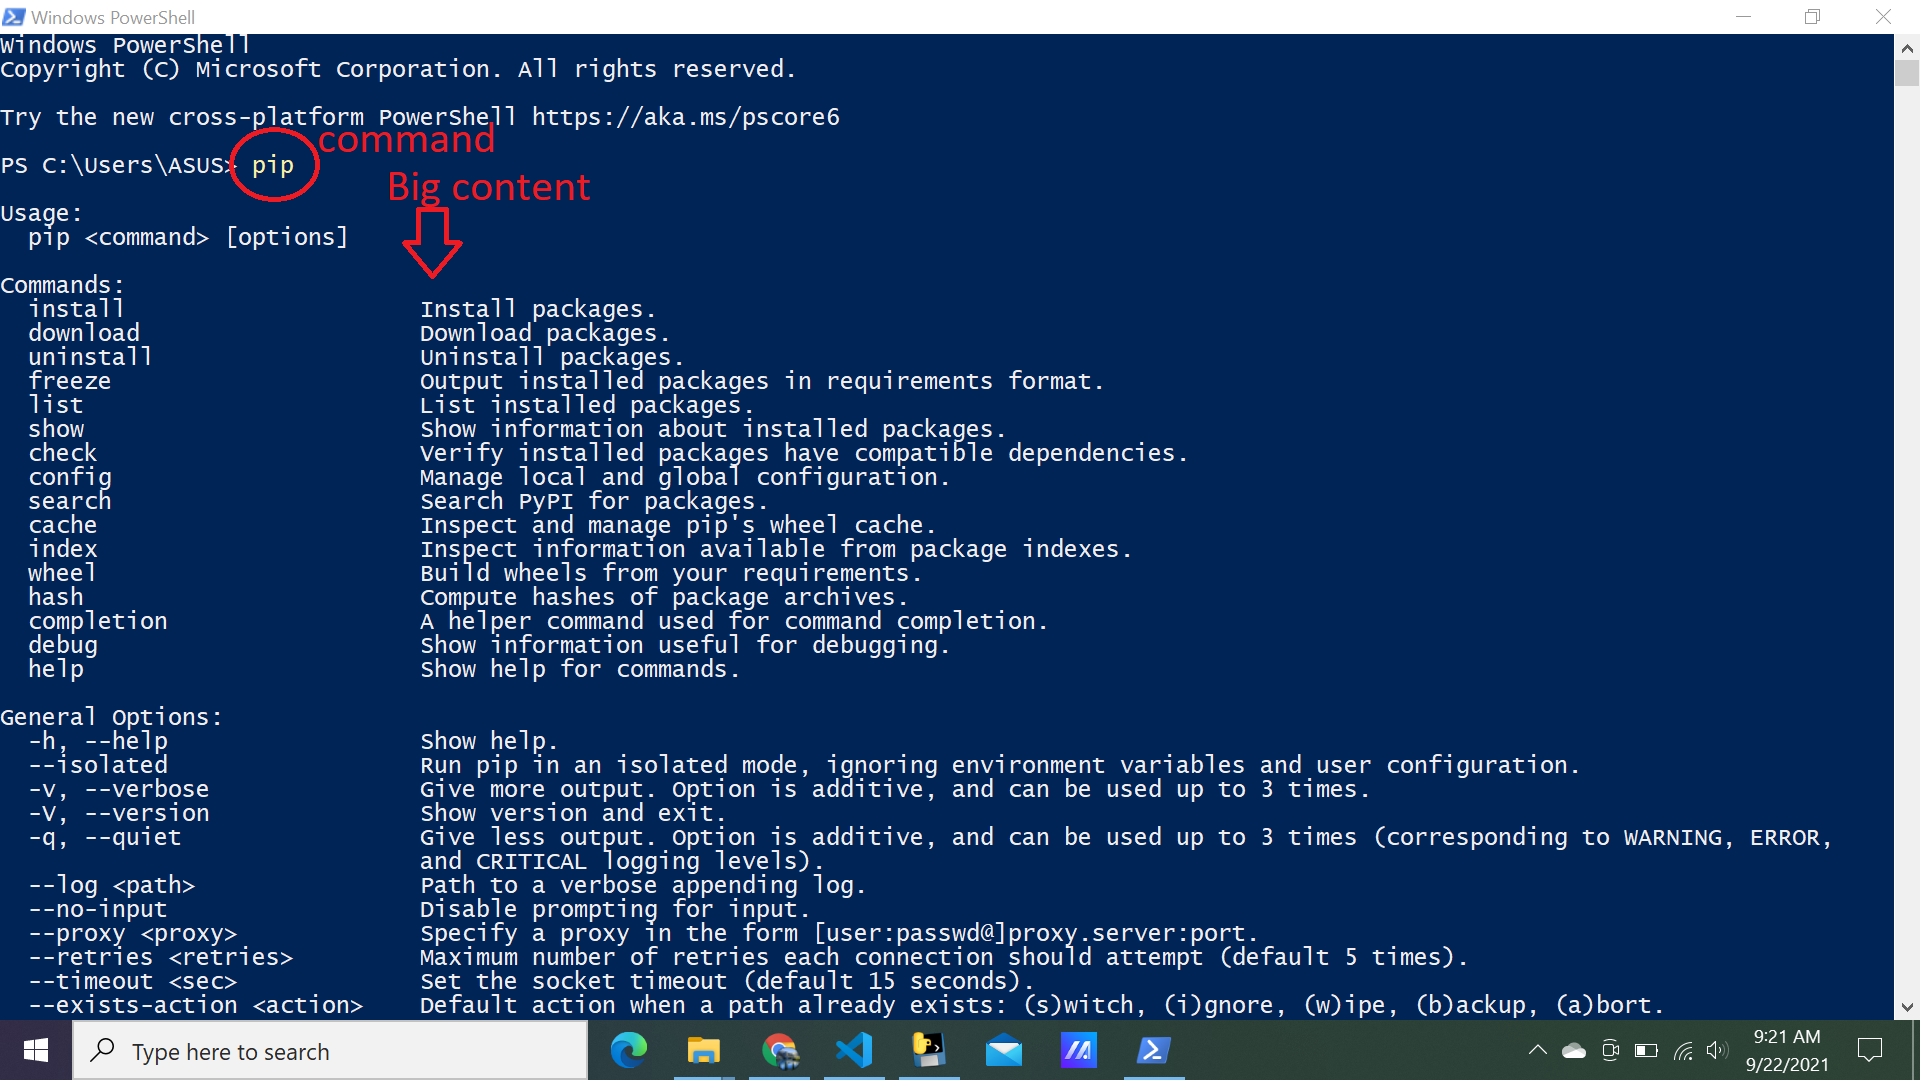 Windows PowerShell
Windows PowerShell
Copyright (C) Microsoft Corporation. All rights reserved.
Try the new cross-platform PowerShell https://aka.ms/pscore6
command
PS C:\Users\ASUS> pip
Big content
Usage:
pip <command> [options]
Commands:
install Install packages.
download Download packages.
uninstall Uninstall packages.
freeze Output installed packages in requirements format.
list List installed packages.
show Show information about installed packages.
check Verify installed packages have compatible dependencies.
config Manage local and global configuration.
search Search PyPI for packages.
cache Inspect and manage pip's wheel cache.
index Inspect information available from package indexes.
wheel Build wheels from your requirements.
hash Compute hashes of package archives.
completion A helper command used for command completion.
debug Show information useful for debugging.
help Show help for commands.
General Options:
-h, --help Show help.
--isolated Run pip in an isolated mode, ignoring environment variables and user configuration.
-v, --verbose Give more output. Option is additive, and can be used up to 3 times.
-V, --version Show version and exit.
-q, --quiet Give less output. Option is additive, and can be used up to 3 times (corresponding to WARNING, ERROR,
and CRITICAL logging levels).
--log <path> Path to a verbose appending log.
--no-input Disable prompting for input.
--proxy <proxy> Specify a proxy in the form [user:passwd@]proxy.server:port.
--retries <retries> Maximum number of retries each connection should attempt (default 5 times).
--timeout <sec> Set the socket timeout (default 15 seconds).
--exists-action <action> Default action when a path already exists: (s)witch, (i)gnore, (w)ipe, (b)ackup, (a)bort.
Type here to search
9:21 AM
9/22/2021